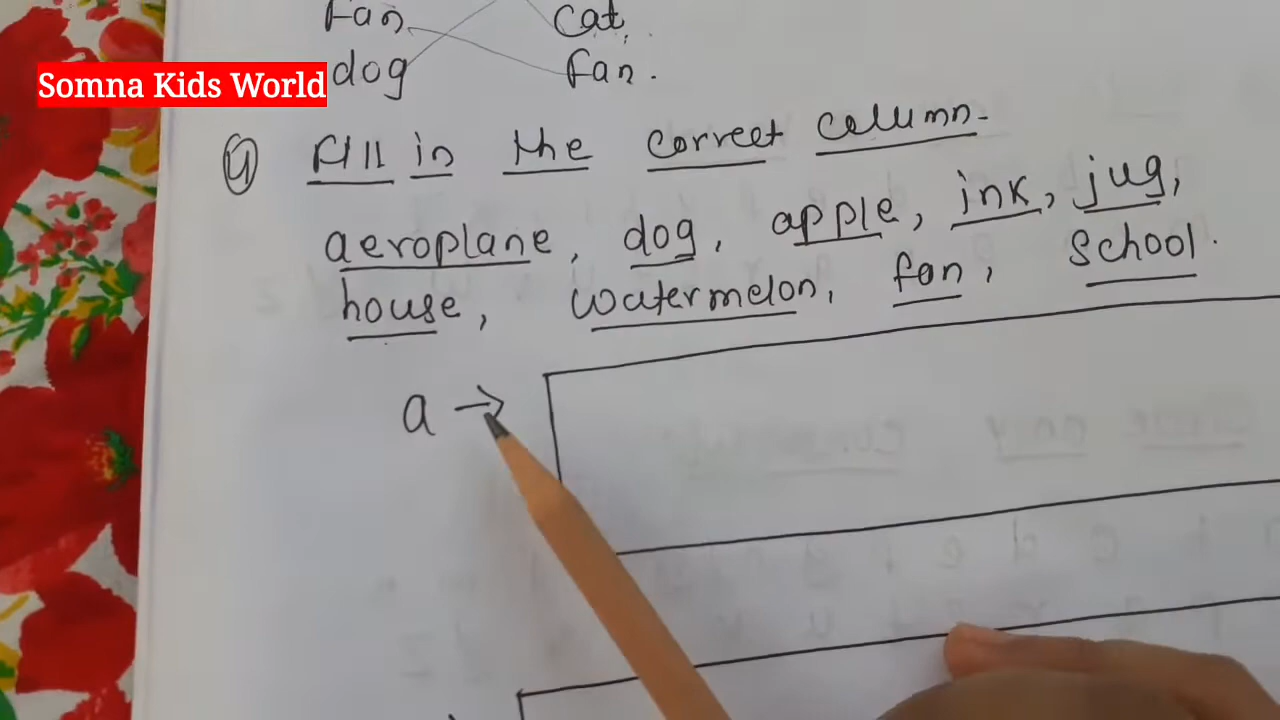 Fan Cat.
Somna Kids World
dog Fan.
9 Fill in the correct column.
aeroplane, dog, apple, ink, jug,
house, watermelon, fan, School.
a →